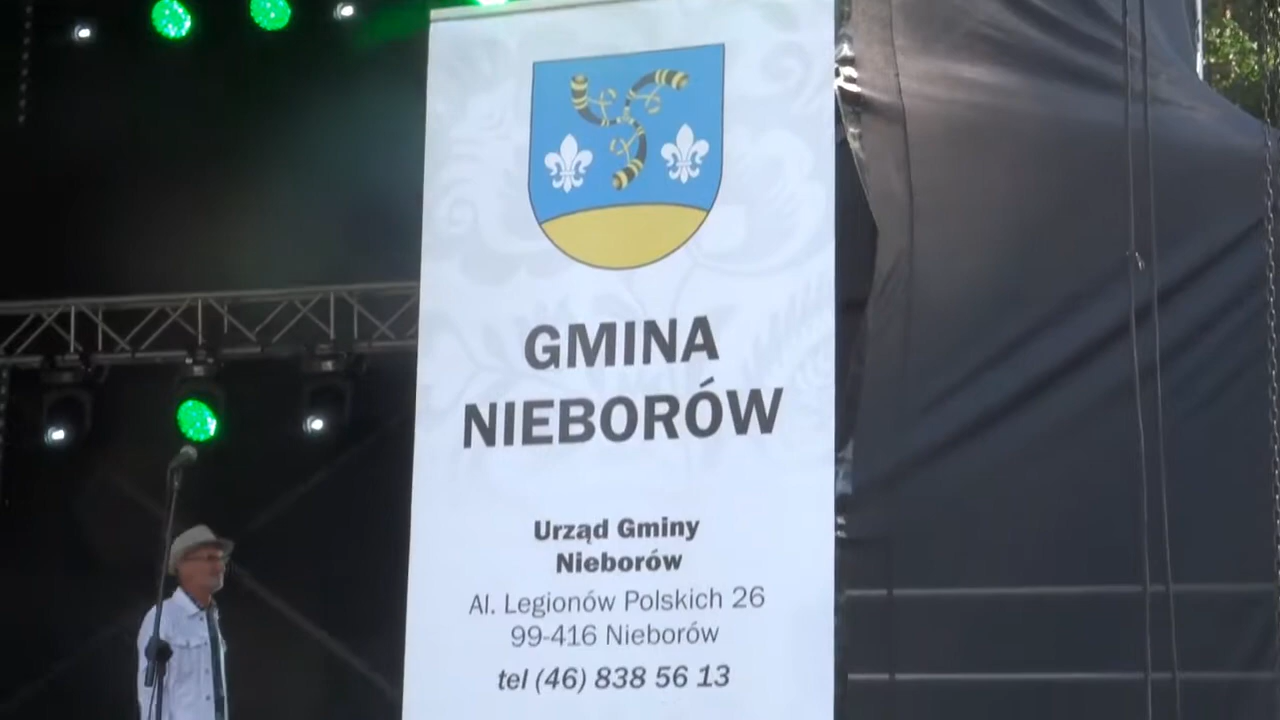 GMINA
NIEBORÓW
Urząd Gminy
Nieborów
Al. Legionów Polskich 26
99-416 Nieborów
tel (46) 838 56 13